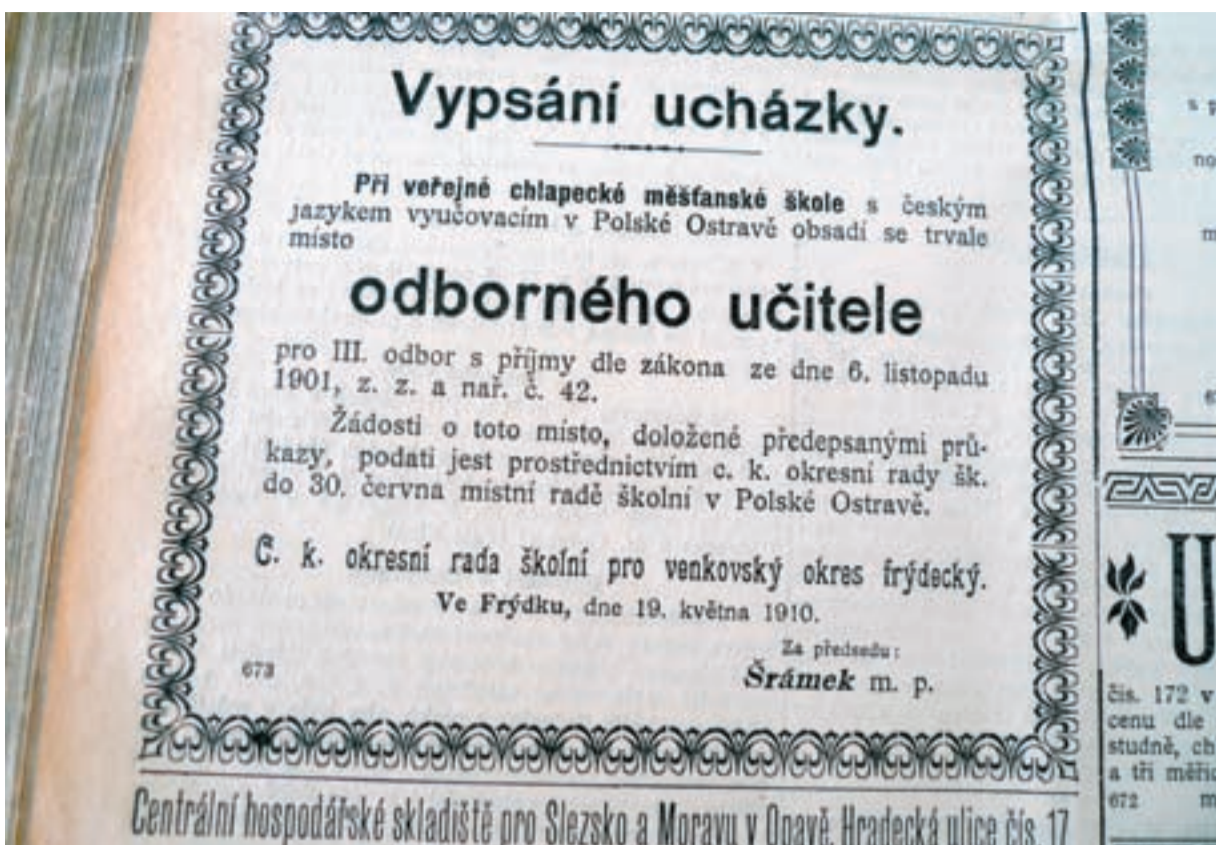 Vypsání ucházky.
Při veřejné chlapecké měšťanské škole s českým
jazykem vyučovacím v Polské Ostravě obsadí se trvale
místo
odborného učitele
pro III. odbor s příjmy dle zákona ze dne 6. listopadu
1901, z. z. a nař. č. 42.
Žádosti o toto místo, doložené předepsanými prů-
kazy, podati jest prostřednictvím c. k. okresní rady šk.
do 30. června místní radě školní v Polské Ostravě.
C. k. okresní rada školní pro venkovský okres frýdecký.
Ve Frýdku, dne 19. května 1910.
Za předsedu:
673
Šrámek m. p.
Centrální hospodářské skladiště pro Slezsko a Moravu v Opavě, Hradecká ulice čís. 17
s p
no
m
6
U
čís. 172 v
cenu dle
studně, ch
a tři měřic
672 m